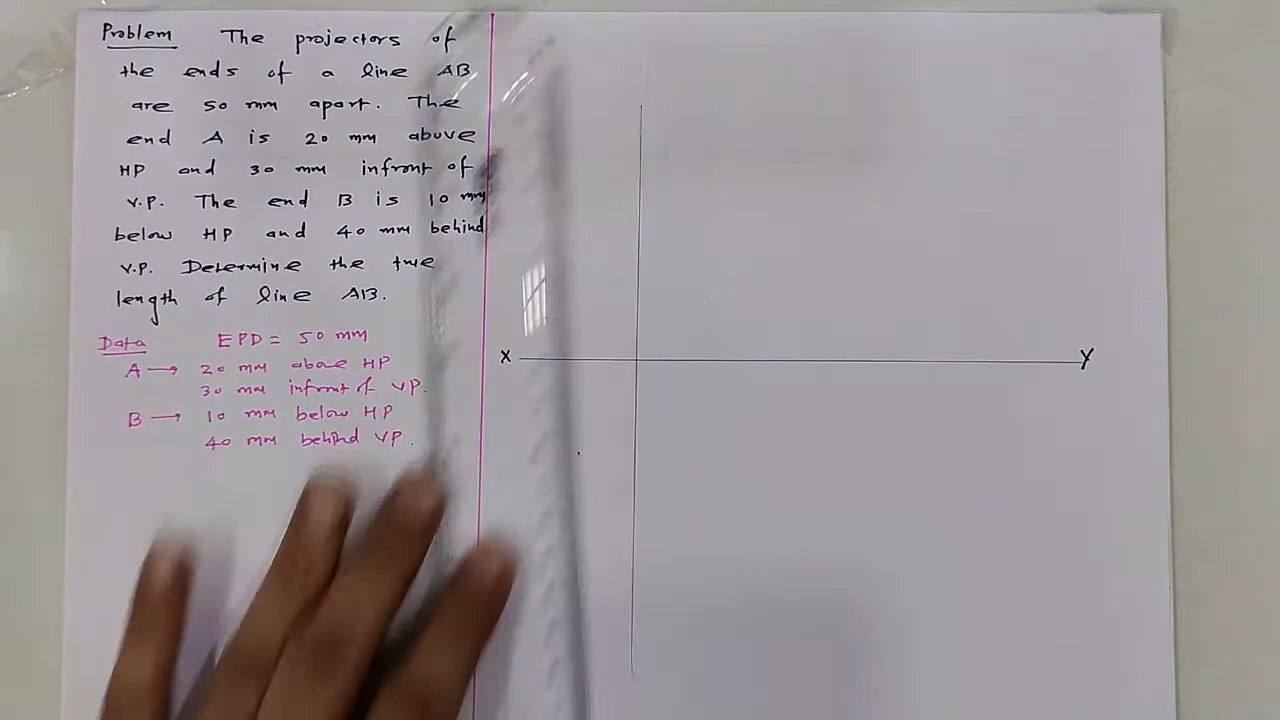 Problem The projectors of
the ends of a line AB
are 50 mm apart. The
end A is 20 mm above
HP and 30 mm infront of
V.P. The end B is 10 mm
below HP and 40 mm behind
V.P. Determine the true
length of line AB.
Data EPD = 50 mm
A → 20 mm above HP
30 mm infront of VP.
B → 10 mm below HP
40 mm behind VP.
X Y